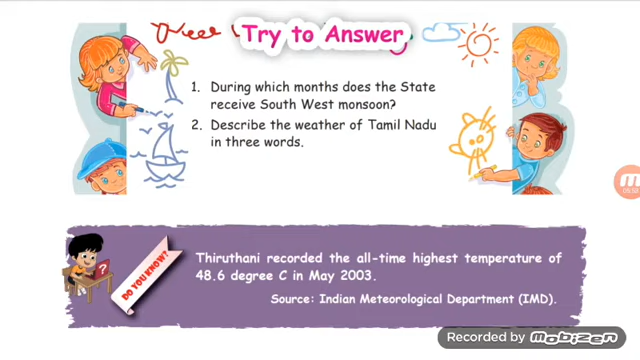 Try to Answer
1. During which months does the State
receive South West monsoon?
2. Describe the weather of Tamil Nadu
in three words.
DO YOU KNOW?
?
Thiruthani recorded the all-time highest temperature of
48.6 degree C in May 2003.
Source: Indian Meteorological Department (IMD).
Recorded by mobizen